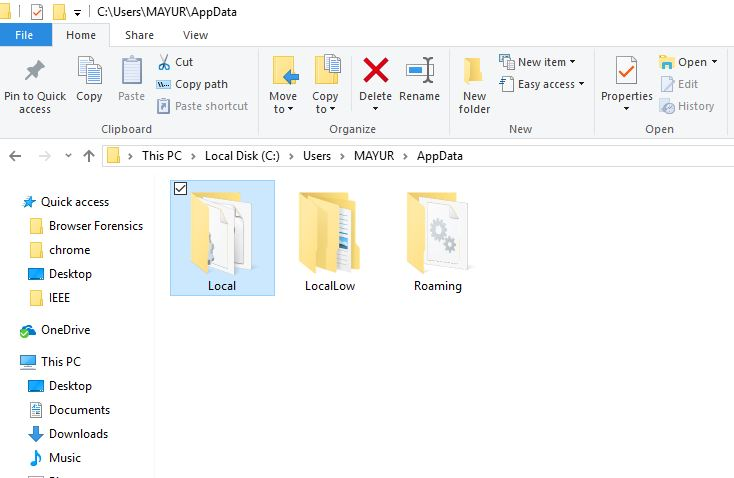 C:\Users\MAYUR\AppData
File Home Share View
Pin to Quick access
Copy
Paste
Cut
Copy path
Paste shortcut
Clipboard
Move to
Copy to
Delete
Rename
Organize
New folder
New item
Easy access
New
Properties
Open
Edit
History
Open
This PC > Local Disk (C:) > Users > MAYUR > AppData
Quick access
Browser Forensics
chrome
Desktop
IEEE
OneDrive
This PC
Desktop
Documents
Downloads
Music
Local
LocalLow
Roaming